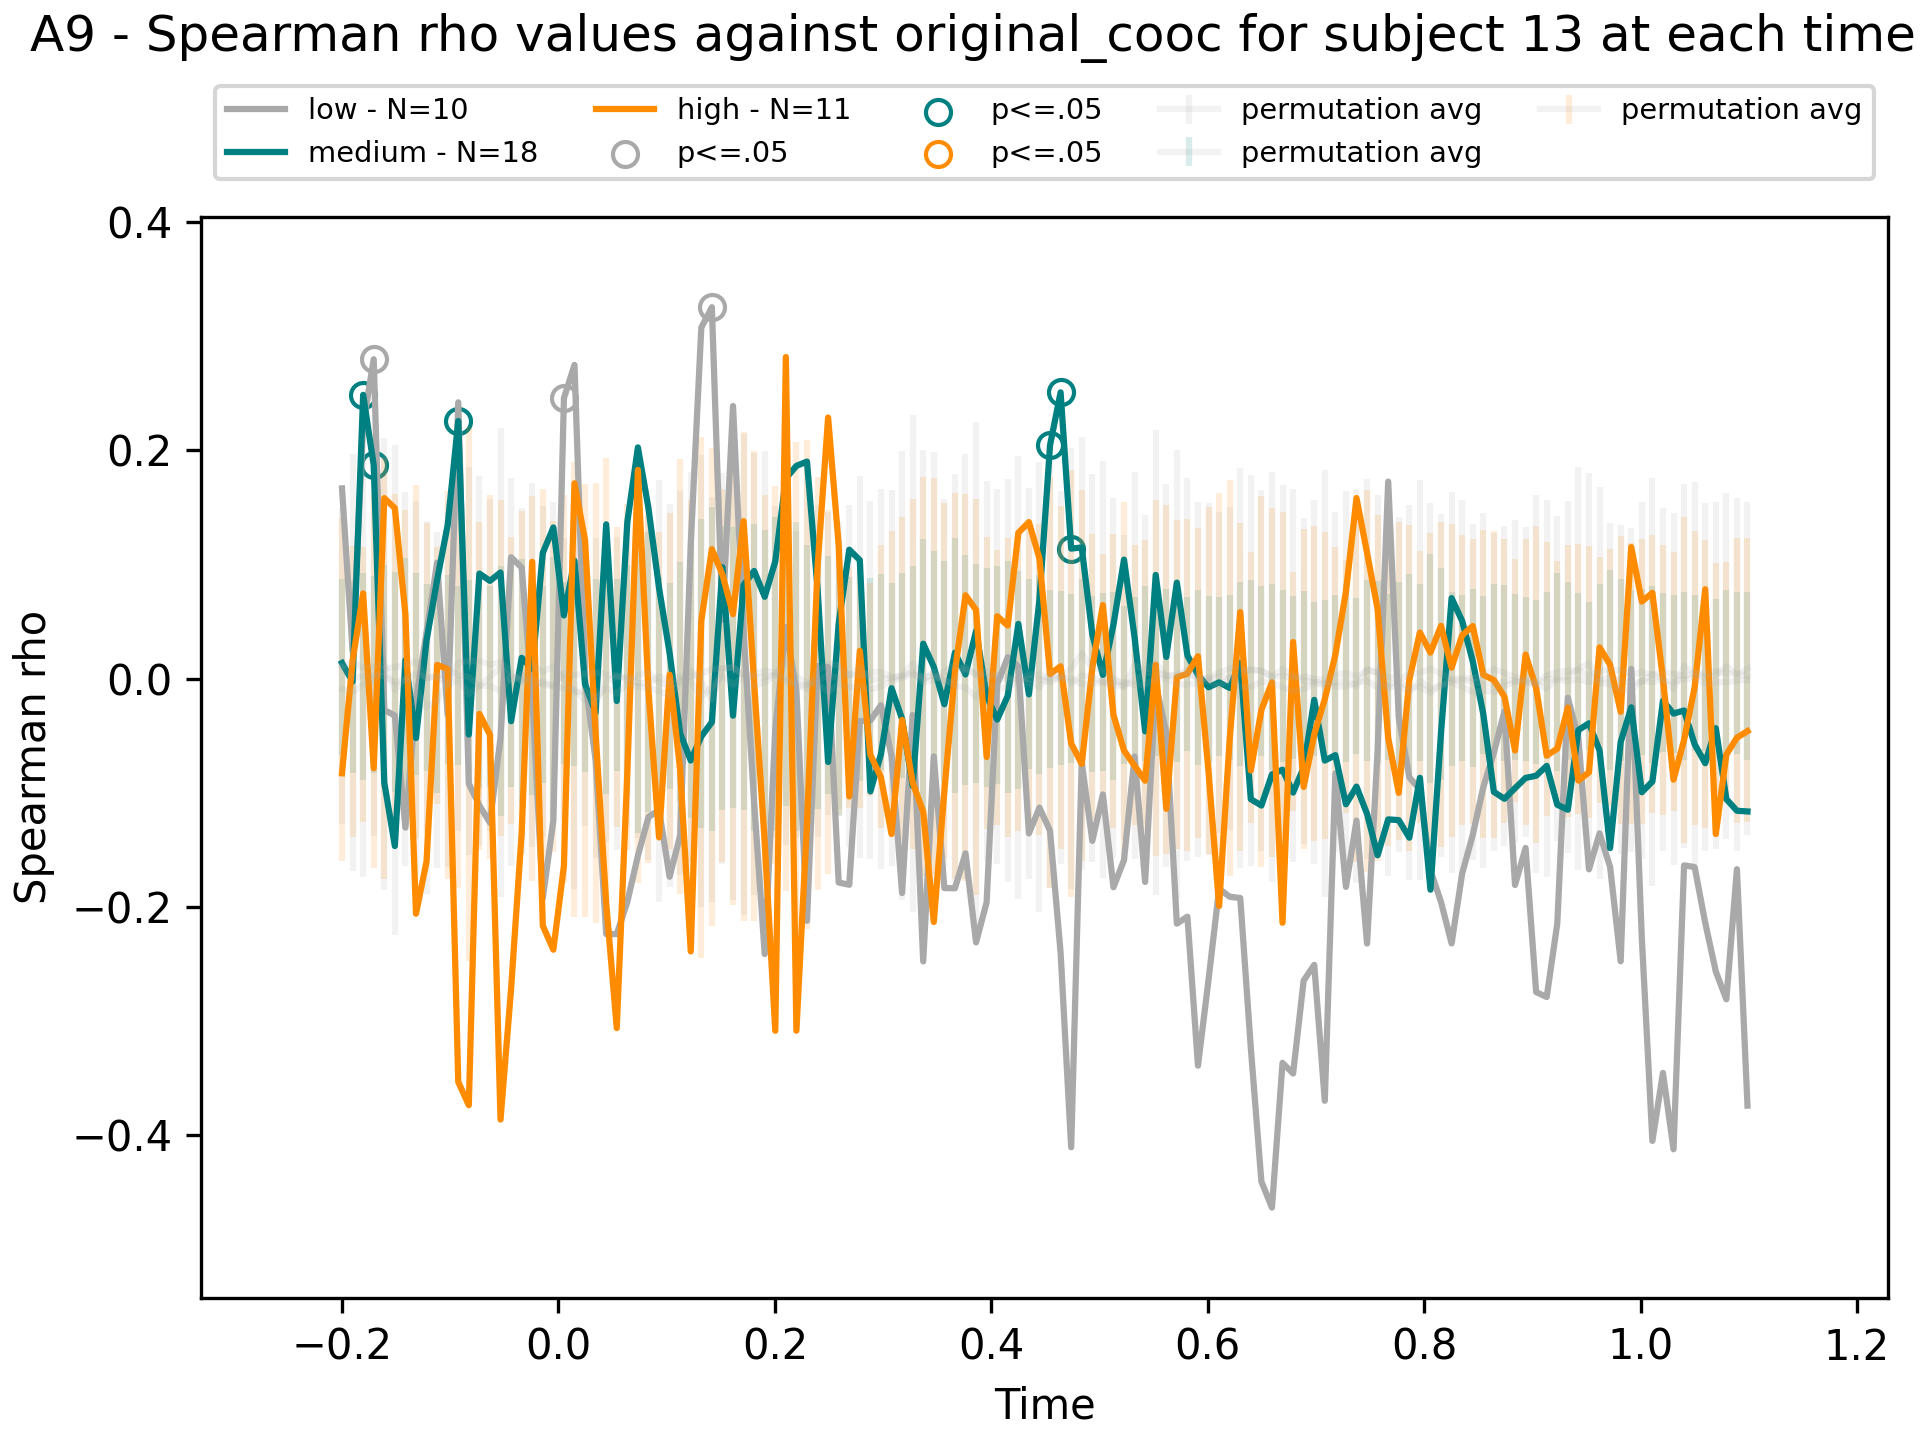 A9 - Spearman rho values against original_cooc for subject 13 at each time
low - N=10
medium - N=18
high - N=11
p<=.05
p<=.05
p<=.05
permutation avg
permutation avg
permutation avg
Spearman rho
0.4
0.2
0.0
−0.2
−0.4
−0.2
0.0
0.2
0.4
0.6
0.8
1.0
1.2
Time